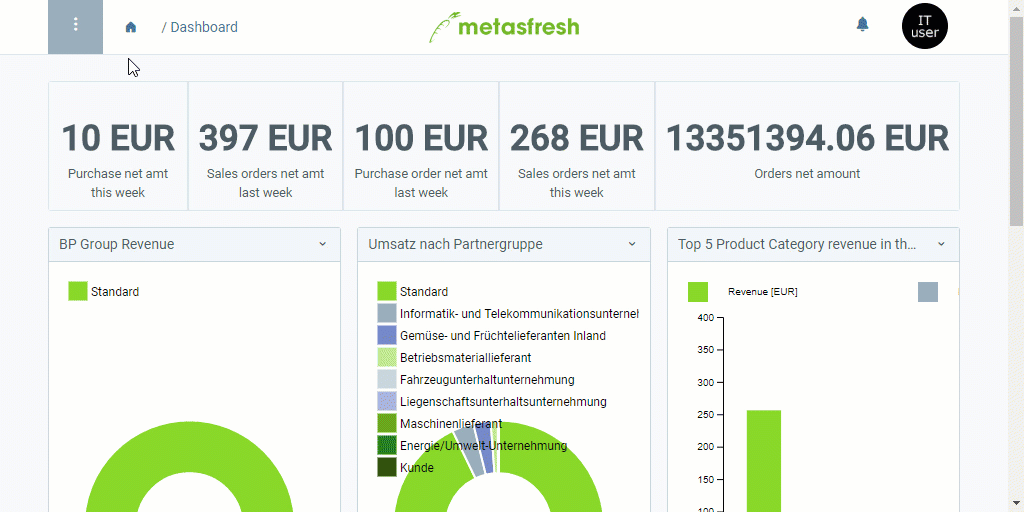 / Dashboard
metasfresh
IT
user
10 EUR
Purchase net amt
this week
397 EUR
Sales orders net amt
last week
100 EUR
Purchase order net amt
last week
268 EUR
Sales orders net amt
this week
13351394.06 EUR
Orders net amount
BP Group Revenue
Standard
Umsatz nach Partnergruppe
Standard
Informatik- und Telekommunikationsunterneh
Gemüse- und Früchtelieferanten Inland
Betriebsmateriallieferant
Fahrzeugunterhaltunternehmung
Liegenschaftsunterhaltsunternehmung
Maschinenlieferant
Energie/Umwelt-Unternehmung
Kunde
Top 5 Product Category revenue in th...
Revenue [EUR]
400
350
300
250
200
150
100